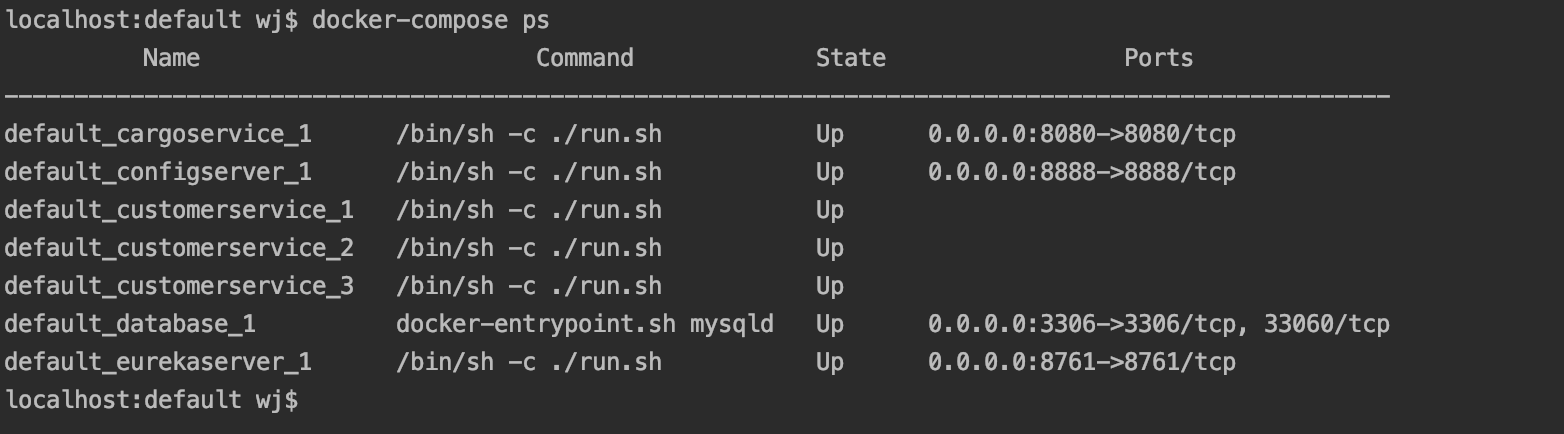 localhost:default wj$ docker-compose ps
Name Command State Ports
----------------------------------------------------------------------------------------------------
default_cargoservice_1 /bin/sh -c ./run.sh Up 0.0.0.0:8080->8080/tcp
default_configserver_1 /bin/sh -c ./run.sh Up 0.0.0.0:8888->8888/tcp
default_customerservice_1 /bin/sh -c ./run.sh Up
default_customerservice_2 /bin/sh -c ./run.sh Up
default_customerservice_3 /bin/sh -c ./run.sh Up
default_database_1 docker-entrypoint.sh mysqld Up 0.0.0.0:3306->3306/tcp, 33060/tcp
default_eurekaserver_1 /bin/sh -c ./run.sh Up 0.0.0.0:8761->8761/tcp
localhost:default wj$